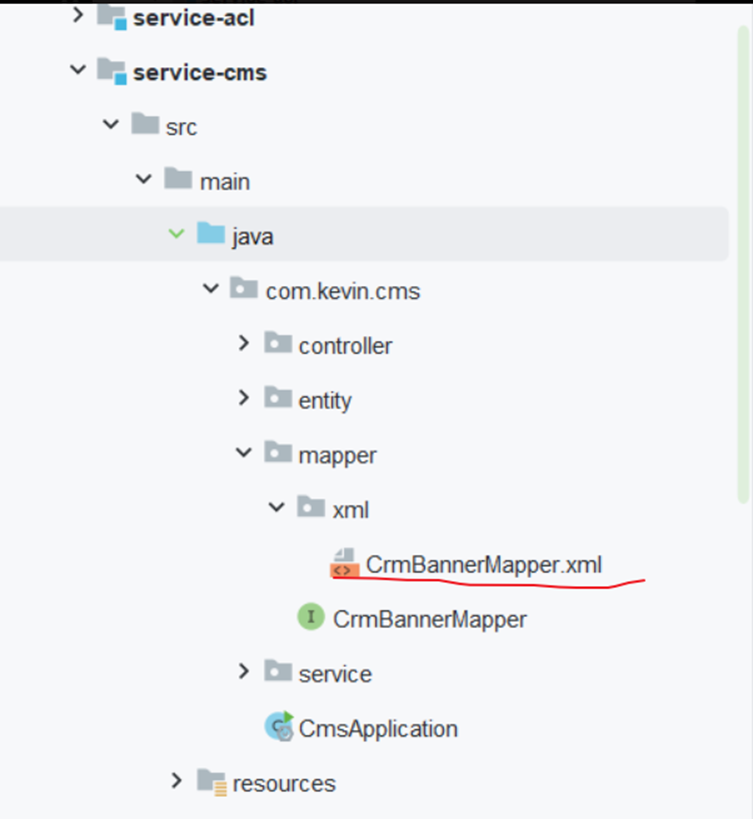 service-acl
service-cms
src
main
java
com.kevin.cms
controller
entity
mapper
xml
<> CrmBannerMapper.xml
I CrmBannerMapper
service
C CmsApplication
resources